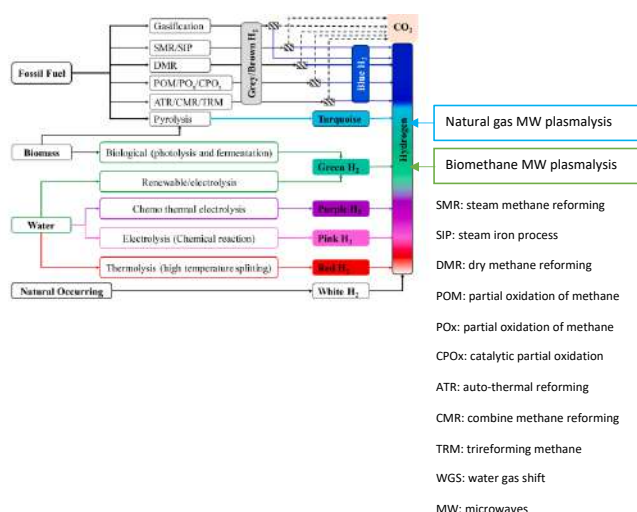 Gasification
SMR/SIP
DMR
POM/POx/CPOx
ATR/CMR/TRM
Pyrolysis
Fossil Fuel
Grey/Brown H2
Blue H2
CO2
Hydrogen
Turquoise
Biomass
Biological (photolysis and fermentation)
Green H2
Renewable/electrolysis
Water
Chemo thermal electrolysis
Purple H2
Electrolysis (Chemical reaction)
Pink H2
Thermolysis (high temperature splitting)
Red H2
Natural Occurring
White H2
Natural gas MW plasmalysis
Biomethane MW plasmalysis
SMR: steam methane reforming
SIP: steam iron process
DMR: dry methane reforming
POM: partial oxidation of methane
POx: partial oxidation of methane
CPOx: catalytic partial oxidation
ATR: auto-thermal reforming
CMR: combine methane reforming
TRM: trireforming methane
WGS: water gas shift
MW: microwaves